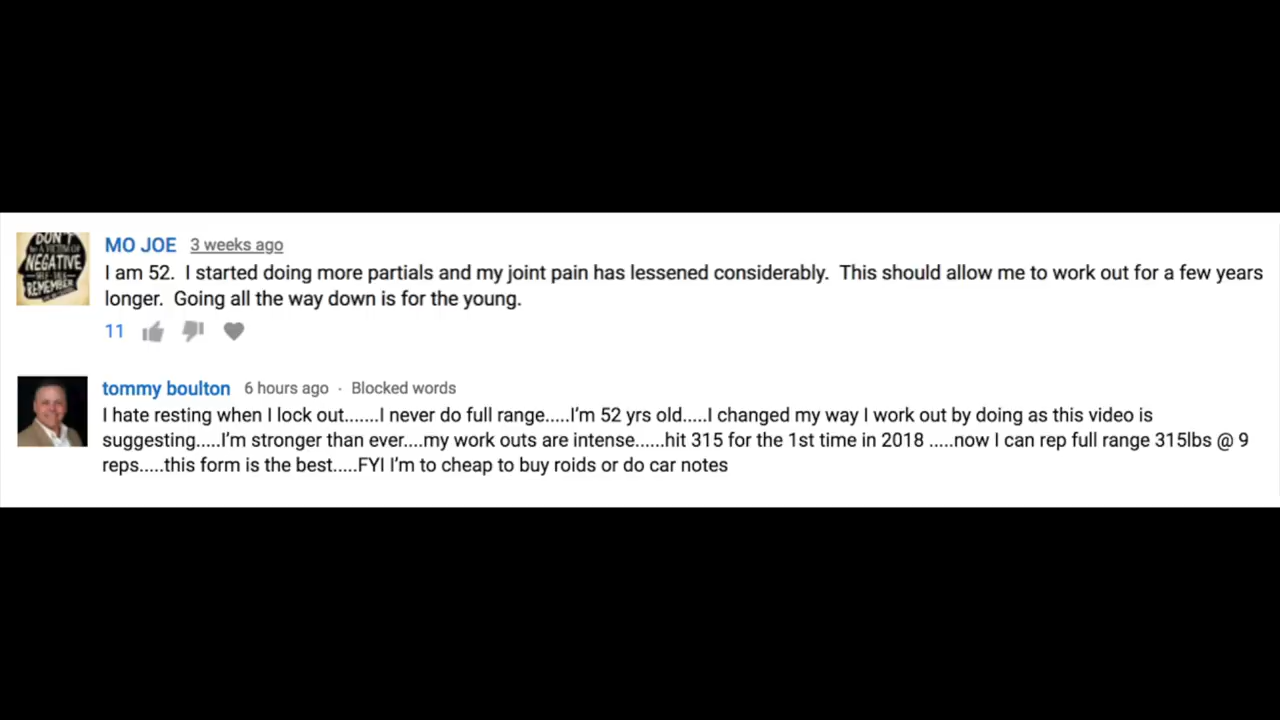 DON'T
NEGATIVE
REMEMBER
MO JOE 3 weeks ago
I am 52. I started doing more partials and my joint pain has lessened considerably. This should allow me to work out for a few years
longer. Going all the way down is for the young.
11
tommy boulton 6 hours ago · Blocked words
I hate resting when I lock out.......I never do full range.....I'm 52 yrs old.....I changed my way I work out by doing as this video is
suggesting.....I'm stronger than ever....my work outs are intense......hit 315 for the 1st time in 2018 .....now I can rep full range 315lbs @ 9
reps.....this form is the best.....FYI I'm to cheap to buy roids or do car notes